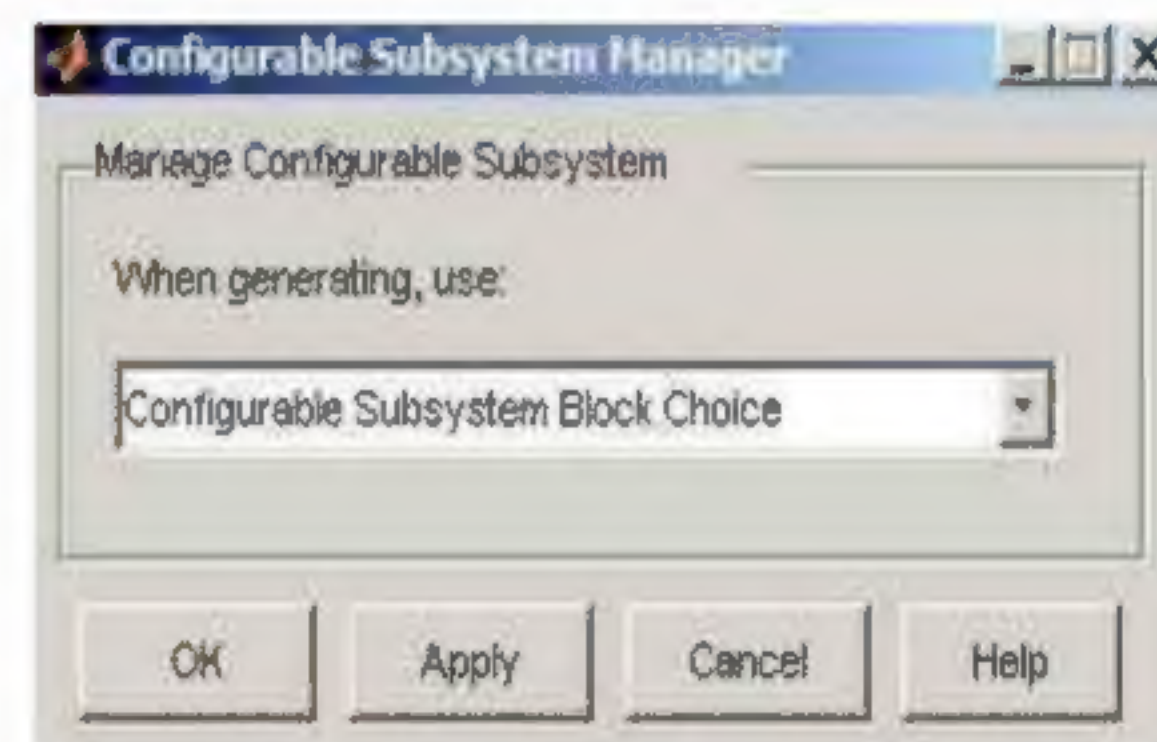 Configurable Subsystem Manager
Manage Configurable Subsystem
When generating, use:
Configurable Subsystem Block Choice
OK
Apply
Cancel
Help